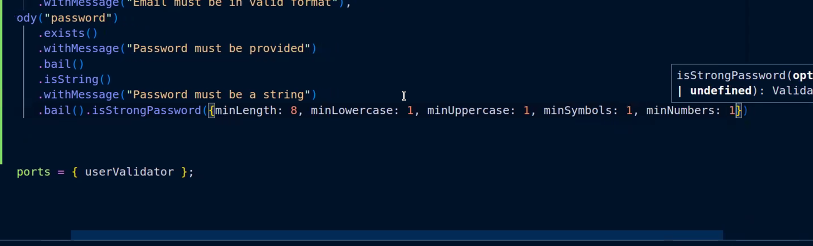 .withMessage("Email must be in valid format"),
ody("password")
.exists()
.withMessage("Password must be provided")
.bail()
.isString()
.withMessage("Password must be a string")
.bail().isStrongPassword({minLength: 8, minLowercase: 1, minUppercase: 1, minSymbols: 1, minNumbers: 1})
isStrongPassword(opt
| undefined): Valida
ports = { userValidator };